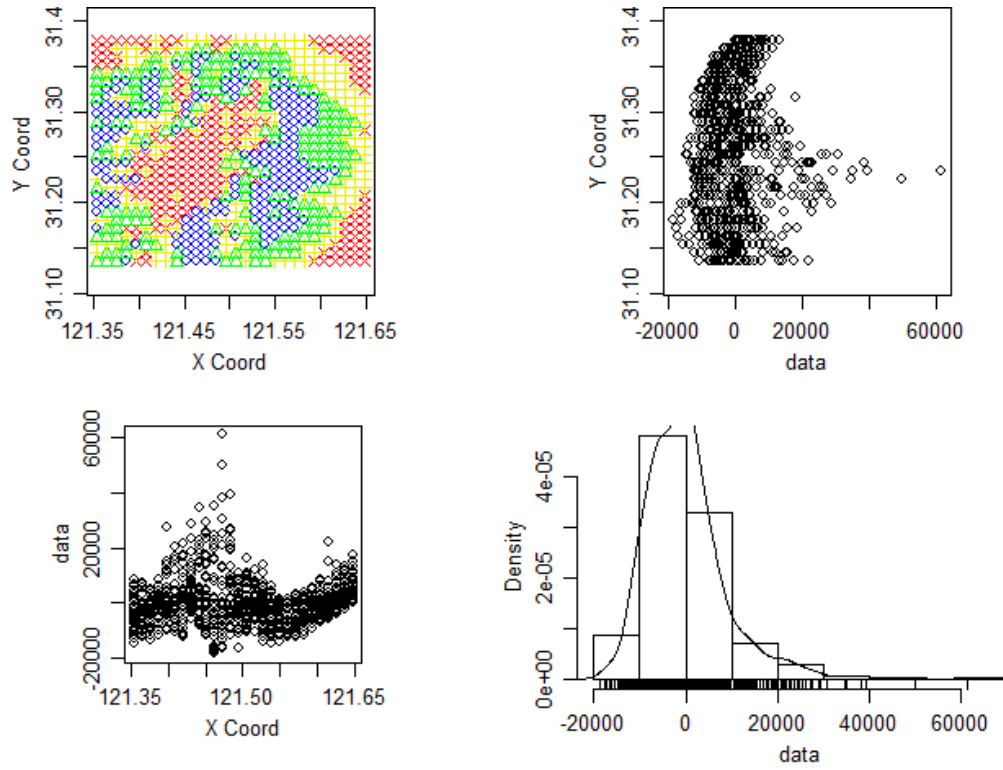 31.4
31.30
31.20
31.10
Y Coord
121.35 121.45 121.55 121.65
X Coord
31.4
31.30
31.20
31.10
Y Coord
-20000 0 20000 60000
data
60000
20000
-20000
data
121.35 121.50 121.65
X Coord
4e-05
2e-05
0e+00
Density
-20000 0 20000 40000 60000
data